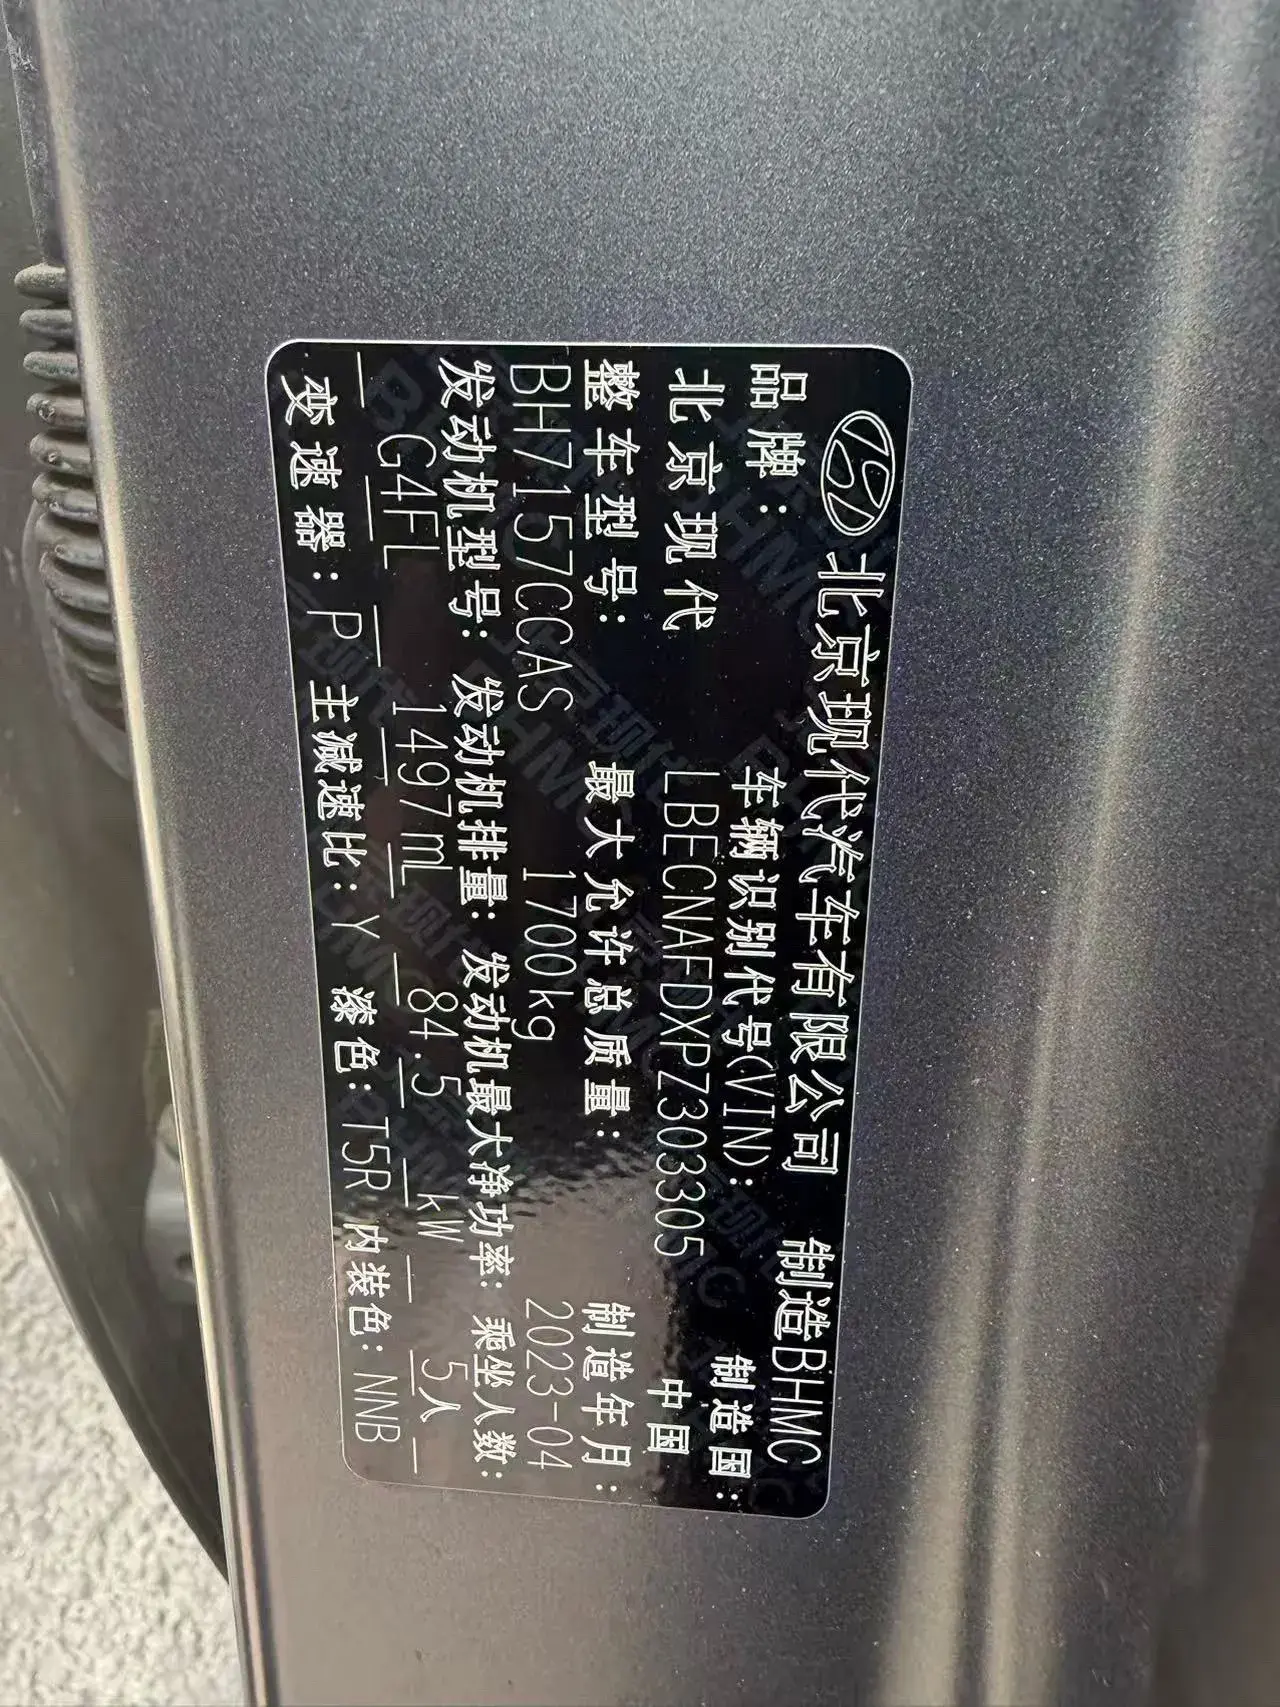 北京现代汽车有限公司 制造BHMC
品牌: 车辆识别代号(VIN): 制造国:
北京现代 LBECNAFDXPZ303305 中国
整车型号: 最大允许总质量: 制造年月:
BH7157CCAS 1700kg 2023-04
发动机型号: 发动机排量: 发动机最大净功率: 乘坐人数:
G4FL 1497ml 84.5 kW 5人
变速器: P 主减速比: Y 漆色: T5R 内装色: NNB